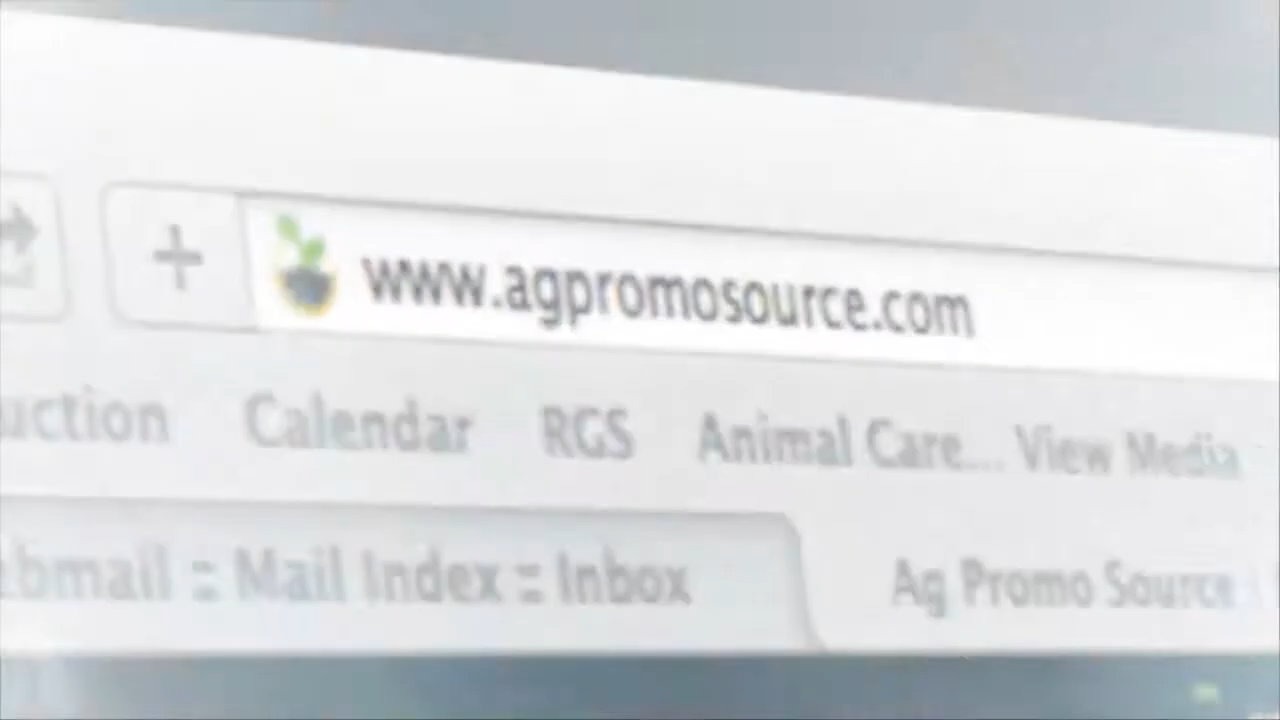 www.agpromosource.com
uction Calendar RGS Animal Care... View Media
ebmail :: Mail Index :: Inbox Ag Promo Source